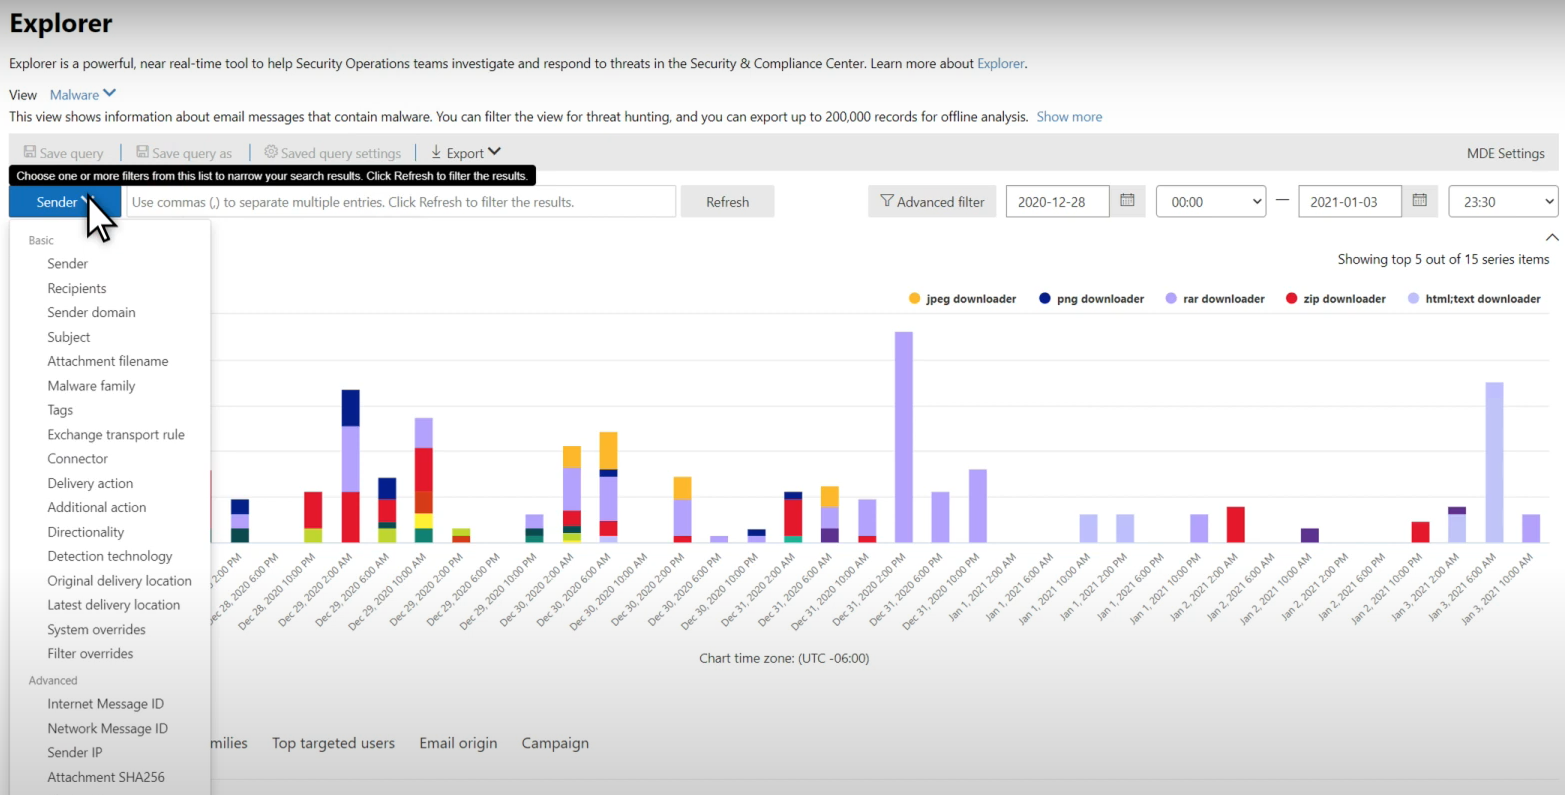 Explorer
Explorer is a powerful, near real-time tool to help Security Operations teams investigate and respond to threats in the Security & Compliance Center. Learn more about Explorer.
View Malware
This view shows information about email messages that contain malware. You can filter the view for threat hunting, and you can export up to 200,000 records for offline analysis. Show more
Save query Save query as Saved query settings Export MDE Settings
Choose one or more filters from this list to narrow your search results. Click Refresh to filter the results.
Sender Use commas (,) to separate multiple entries. Click Refresh to filter the results. Refresh Advanced filter 2020-12-28 00:00 — 2021-01-03 23:30
Basic
Sender
Recipients
Sender domain
Subject
Attachment filename
Malware family
Tags
Exchange transport rule
Connector
Delivery action
Additional action
Directionality
Detection technology
Original delivery location
Latest delivery location
System overrides
Filter overrides
Advanced
Internet Message ID
Network Message ID
Sender IP
Attachment SHA256
Showing top 5 out of 15 series items
jpeg downloader png downloader rar downloader zip downloader html;text downloader
2:00 PM
Dec 28, 2020 6:00 PM
Dec 28, 2020 10:00 PM
Dec 29, 2020 2:00 AM
Dec 29, 2020 6:00 AM
Dec 29, 2020 10:00 AM
Dec 29, 2020 2:00 PM
Dec 29, 2020 6:00 PM
Dec 29, 2020 10:00 PM
Dec 30, 2020 2:00 AM
Dec 30, 2020 6:00 AM
Dec 30, 2020 10:00 AM
Dec 30, 2020 2:00 PM
Dec 30, 2020 6:00 PM
Dec 30, 2020 10:00 PM
Dec 31, 2020 2:00 AM
Dec 31, 2020 6:00 AM
Dec 31, 2020 10:00 AM
Dec 31, 2020 2:00 PM
Dec 31, 2020 6:00 PM
Dec 31, 2020 10:00 PM
Jan 1, 2021 2:00 AM
Jan 1, 2021 6:00 AM
Jan 1, 2021 10:00 AM
Jan 1, 2021 2:00 PM
Jan 1, 2021 6:00 PM
Jan 1, 2021 10:00 PM
Jan 2, 2021 2:00 AM
Jan 2, 2021 6:00 AM
Jan 2, 2021 10:00 AM
Jan 2, 2021 2:00 PM
Jan 2, 2021 6:00 PM
Jan 2, 2021 10:00 PM
Jan 3, 2021 2:00 AM
Jan 3, 2021 6:00 AM
Jan 3, 2021 10:00 AM
Chart time zone: (UTC -06:00)
milies Top targeted users Email origin Campaign